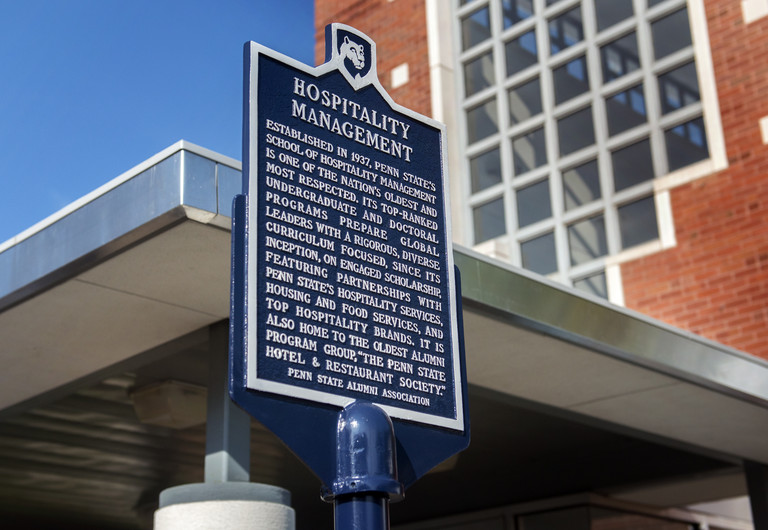 HOSPITALITY
MANAGEMENT
ESTABLISHED IN 1937, PENN STATE'S
SCHOOL OF HOSPITALITY MANAGEMENT
IS ONE OF THE NATION'S OLDEST AND
MOST RESPECTED. ITS TOP-RANKED
UNDERGRADUATE AND DOCTORAL
PROGRAMS PREPARE GLOBAL
LEADERS WITH A RIGOROUS, DIVERSE
CURRICULUM FOCUSED, SINCE ITS
INCEPTION, ON ENGAGED SCHOLARSHIP,
FEATURING PARTNERSHIPS WITH
PENN STATE'S HOSPITALITY SERVICES,
HOUSING AND FOOD SERVICES, AND
TOP HOSPITALITY BRANDS. IT IS
ALSO HOME TO THE OLDEST ALUMNI
PROGRAM GROUP, "THE PENN STATE
HOTEL & RESTAURANT SOCIETY."
PENN STATE ALUMNI ASSOCIATION